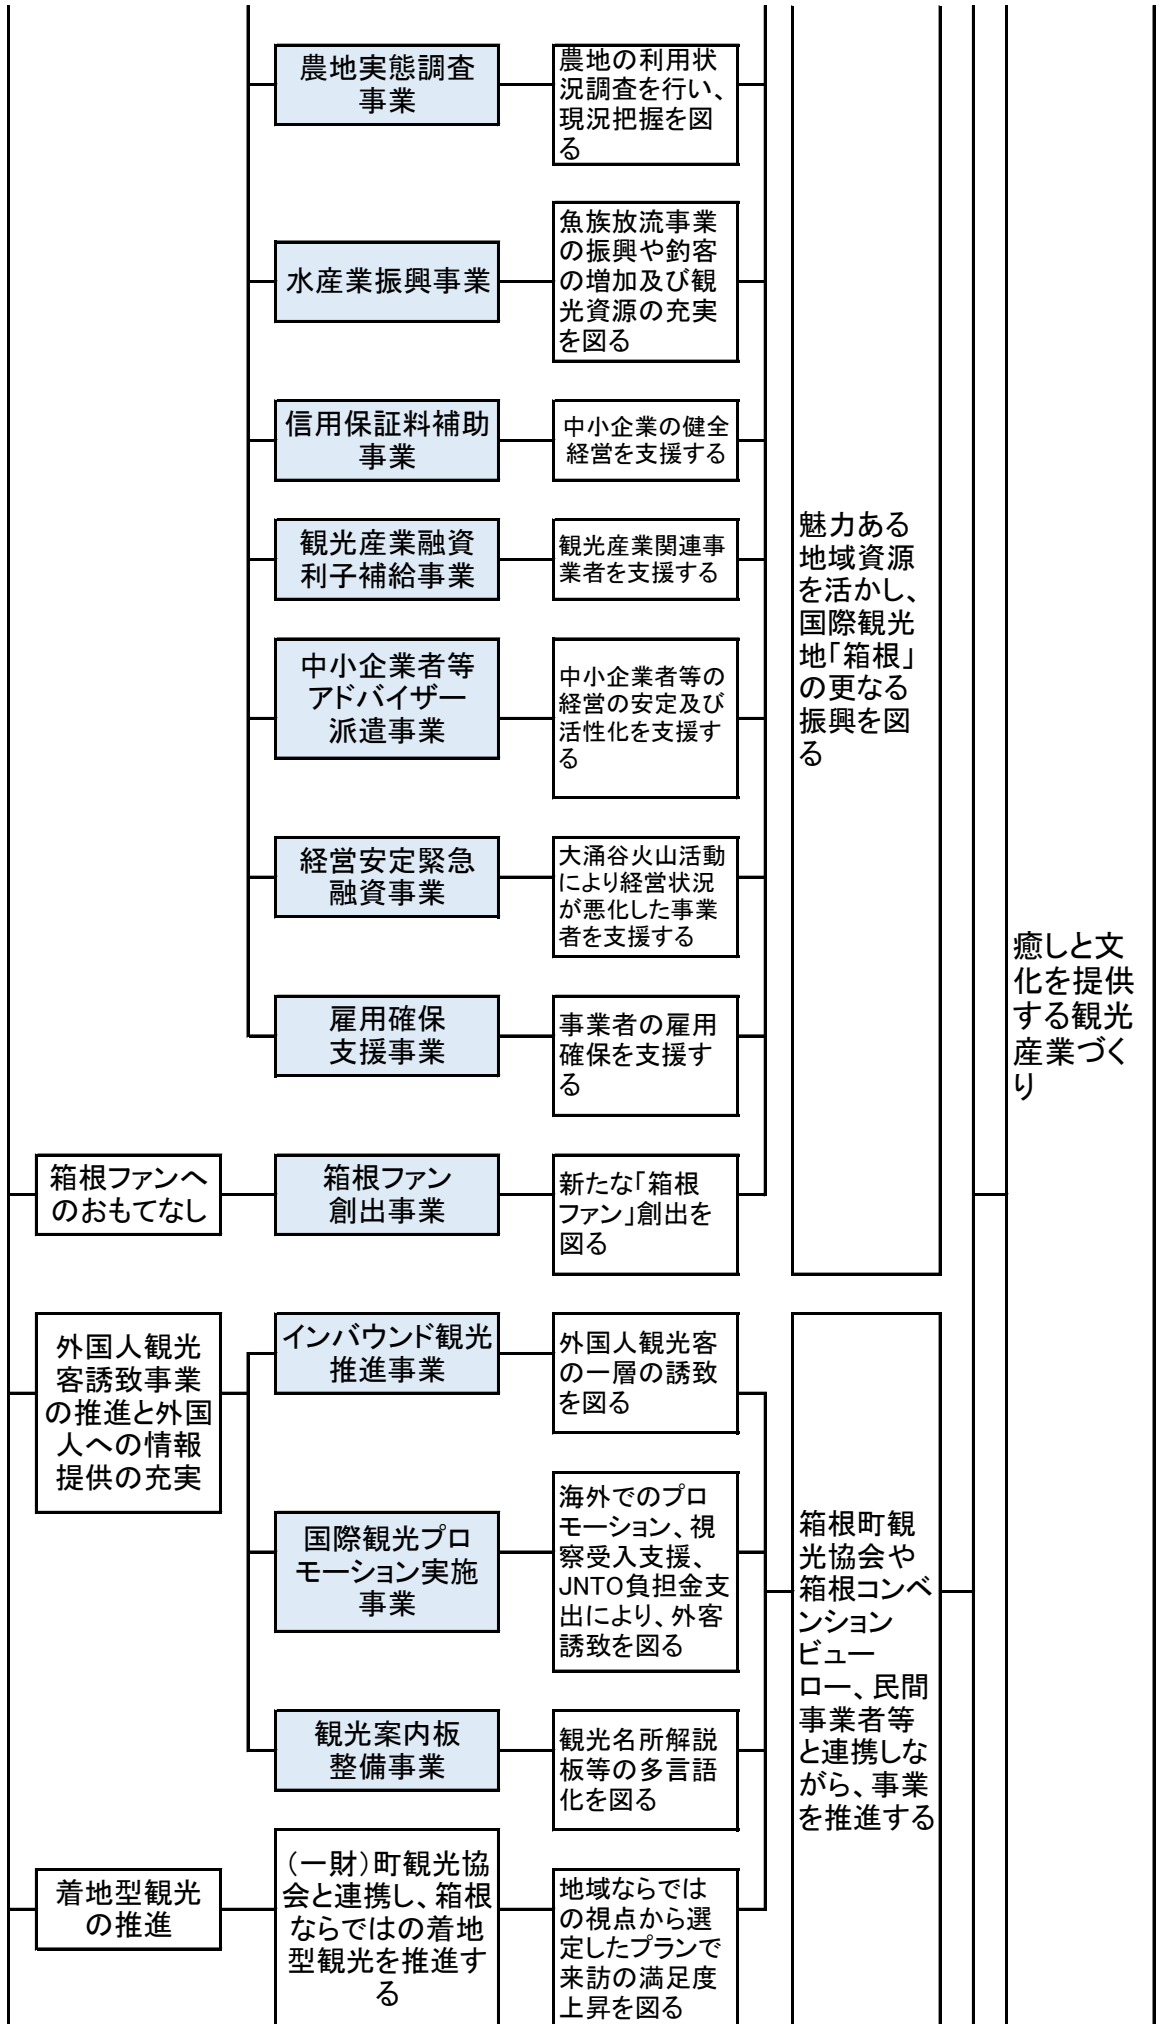 農地実態調査
事業
農地の利用状
況調査を行い、
現況把握を図
る
水産業振興事業
魚族放流事業
の振興や釣客
の増加及び観
光資源の充実
を図る
信用保証料補助
事業
中小企業の健全
経営を支援する
観光産業融資
利子補給事業
観光産業関連事
業者を支援する
中小企業者等
アドバイザー
派遣事業
中小企業者等の
経営の安定及び
活性化を支援す
る
経営安定緊急
融資事業
大涌谷火山活動
により経営状況
が悪化した事業
者を支援する
雇用確保
支援事業
事業者の雇用
確保を支援す
る
箱根ファンへ
のおもてなし
箱根ファン
創出事業
新たな「箱根
ファン」創出を
図る
魅力ある
地域資源
を活かし、
国際観光
地「箱根」
の更なる
振興を図
る
外国人観光
客誘致事業
の推進と外国
人への情報
提供の充実
インバウンド観光
推進事業
外国人観光客
の一層の誘致
を図る
国際観光プロ
モーション実施
事業
海外でのプロ
モーション、視
察受入支援、
JNTO負担金支
出により、外客
誘致を図る
観光案内板
整備事業
観光名所解説
板等の多言語
化を図る
着地型観光
の推進
（一財）町観光協
会と連携し、箱根
ならではの着地
型観光を推進す
る
地域ならでは
の視点から選
定したプランで
来訪の満足度
上昇を図る
箱根町観
光協会や
箱根コンベ
ンション
ビュー
ロー、民間
事業者等
と連携しな
がら、事業
を推進する
癒しと文
化を提供
する観光
産業づく
り